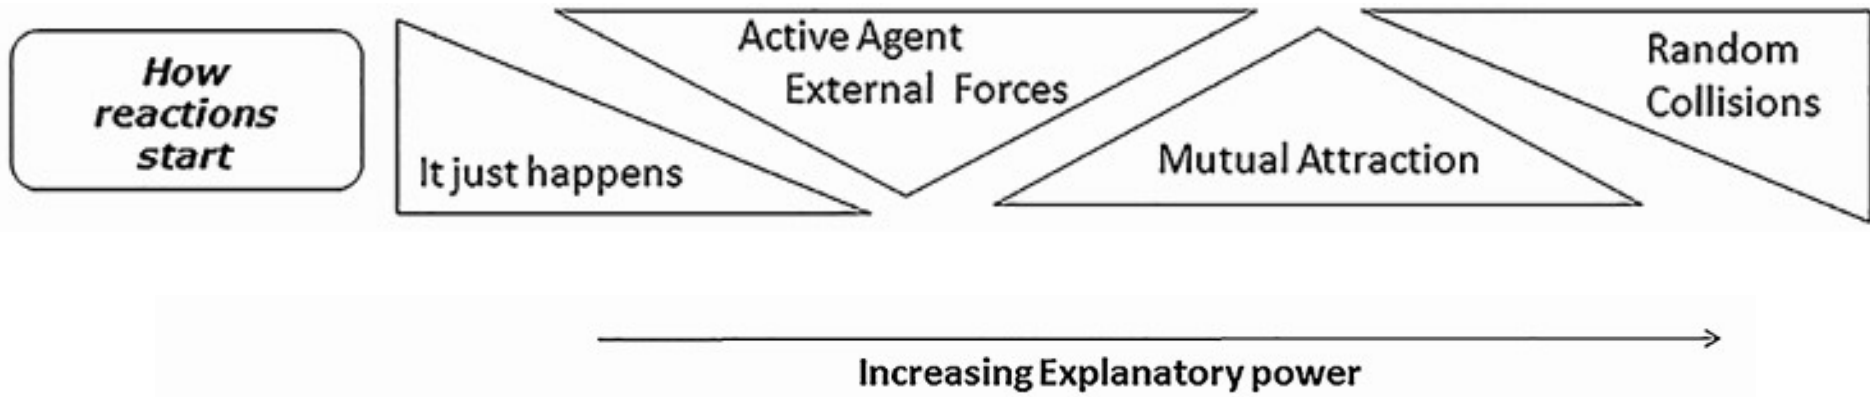 How
reactions
start
It just happens
Active Agent
External Forces
Mutual Attraction
Random
Collisions
Increasing Explanatory power